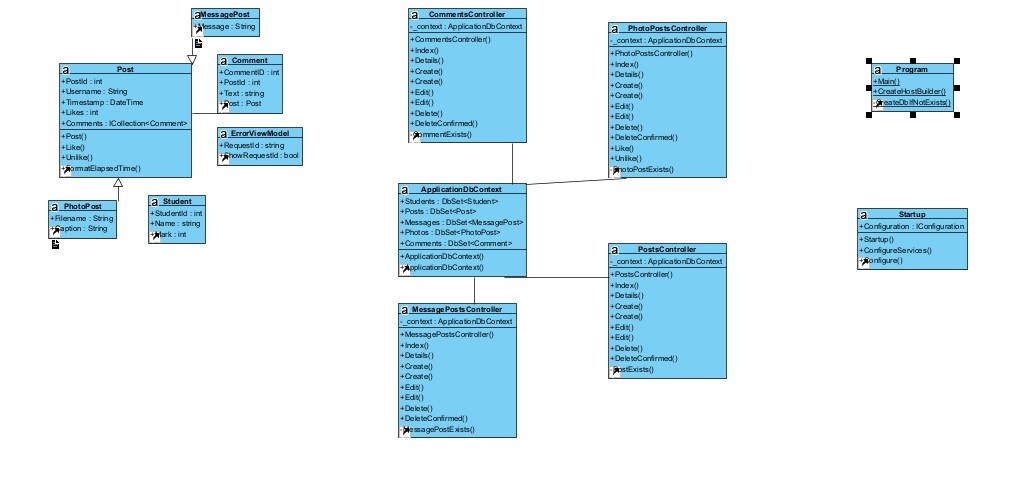 MessagePost
+Message : String
Post
+PostId : int
+Username : String
+Timestamp : DateTime
+Likes : int
+Comments : ICollection<Comment>
+Post()
+Like()
+Unlike()
-FormatElapsedTime()
Comment
+CommentID : int
+PostId : int
+Text : string
+Post : Post
ErrorViewModel
+RequestId : string
+ShowRequestId : bool
PhotoPost
+Filename : String
+Caption : String
Student
+StudentId : int
+Name : string
+Mark : int
CommentsController
-_context : ApplicationDbContext
+CommentsController()
+Index()
+Details()
+Create()
+Create()
+Edit()
+Edit()
+Delete()
+DeleteConfirmed()
-CommentExists()
PhotoPostsController
-_context : ApplicationDbContext
+PhotoPostsController()
+Index()
+Details()
+Create()
+Create()
+Edit()
+Edit()
+Delete()
+DeleteConfirmed()
+Like()
+Unlike()
-PhotoPostExists()
ApplicationDbContext
+Students : DbSet<Student>
+Posts : DbSet<Post>
+Messages : DbSet<MessagePost>
+Photos : DbSet<PhotoPost>
+Comments : DbSet<Comment>
+ApplicationDbContext()
+ApplicationDbContext()
MessagePostsController
-_context : ApplicationDbContext
+MessagePostsController()
+Index()
+Details()
+Create()
+Create()
+Edit()
+Edit()
+Delete()
+DeleteConfirmed()
-MessagePostExists()
PostsController
-_context : ApplicationDbContext
+PostsController()
+Index()
+Details()
+Create()
+Create()
+Edit()
+Edit()
+Delete()
+DeleteConfirmed()
-PostExists()
Program
+Main()
+CreateHostBuilder()
-CreateDbIfNotExists()
Startup
+Configuration : IConfiguration
+Startup()
+ConfigureServices()
+Configure()